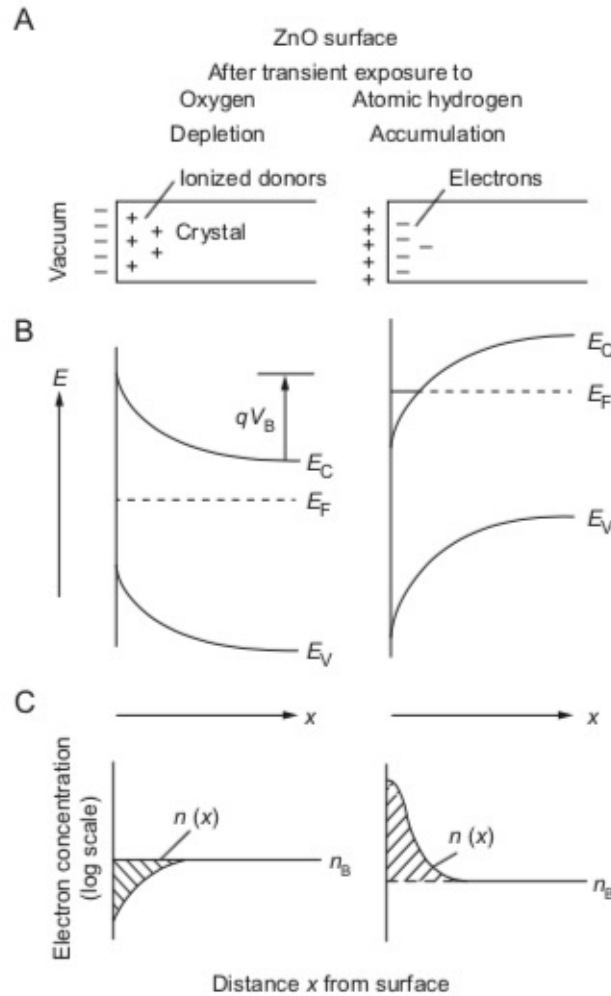 A
ZnO surface
After transient exposure to
Oxygen Atomic hydrogen
Depletion Accumulation
Ionized donors Electrons
Vacuum
− + + Crystal + −
− + + −
− + + − −
− + + −
− + + −
B
E
qV_B
E_C
E_F
E_V
E_C
E_F
E_V
x x
C
Electron concentration
(log scale)
n (x)
n_B
n (x)
n_B
Distance x from surface